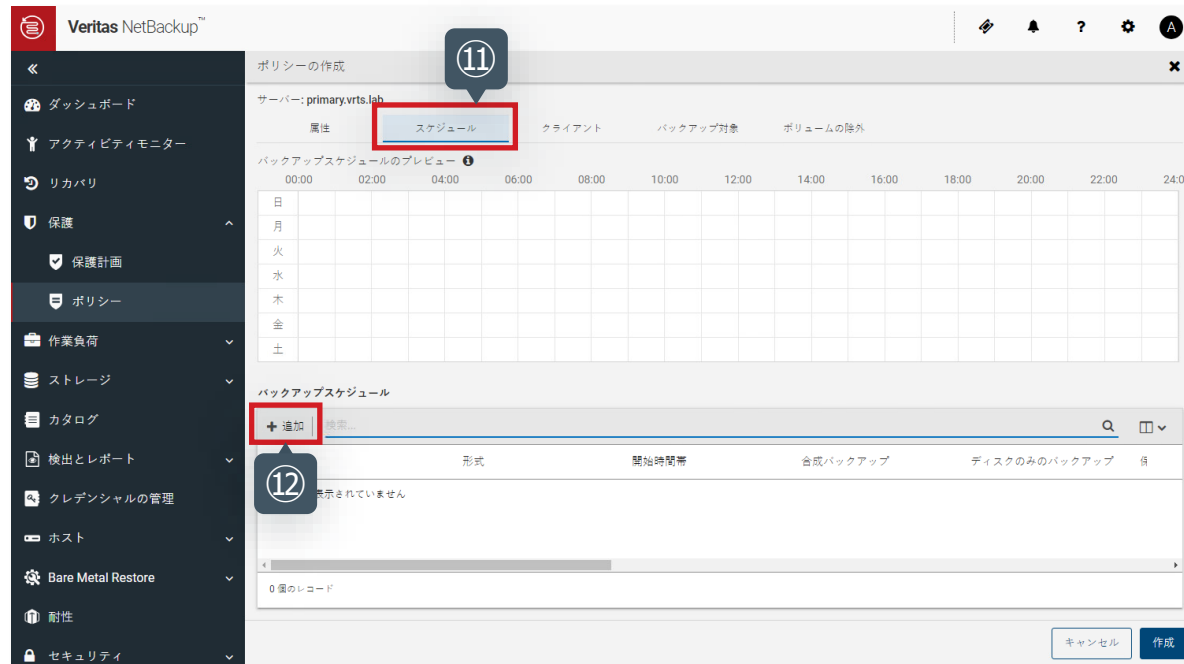 Veritas NetBackup™
?
A
«
ポリシーの作成
⑪
サーバー: primary.vrts.lab
ダッシュボード
アクティビティモニター
リカバリ
保護
保護計画
ポリシー
作業負荷
ストレージ
カタログ
検出とレポート
クレデンシャルの管理
ホスト
Bare Metal Restore
耐性
セキュリティ
属性 スケジュール クライアント バックアップ対象 ボリュームの除外
バックアップスケジュールのプレビュー
00:00 02:00 04:00 06:00 08:00 10:00 12:00 14:00 16:00 18:00 20:00 22:00 24:0
日
月
火
水
木
金
土
バックアップスケジュール
+ 追加 検索...
形式 開始時間帯 合成バックアップ ディスクのみのバックアップ
⑫
表示されていません
0 個のレコード
キャンセル 作成